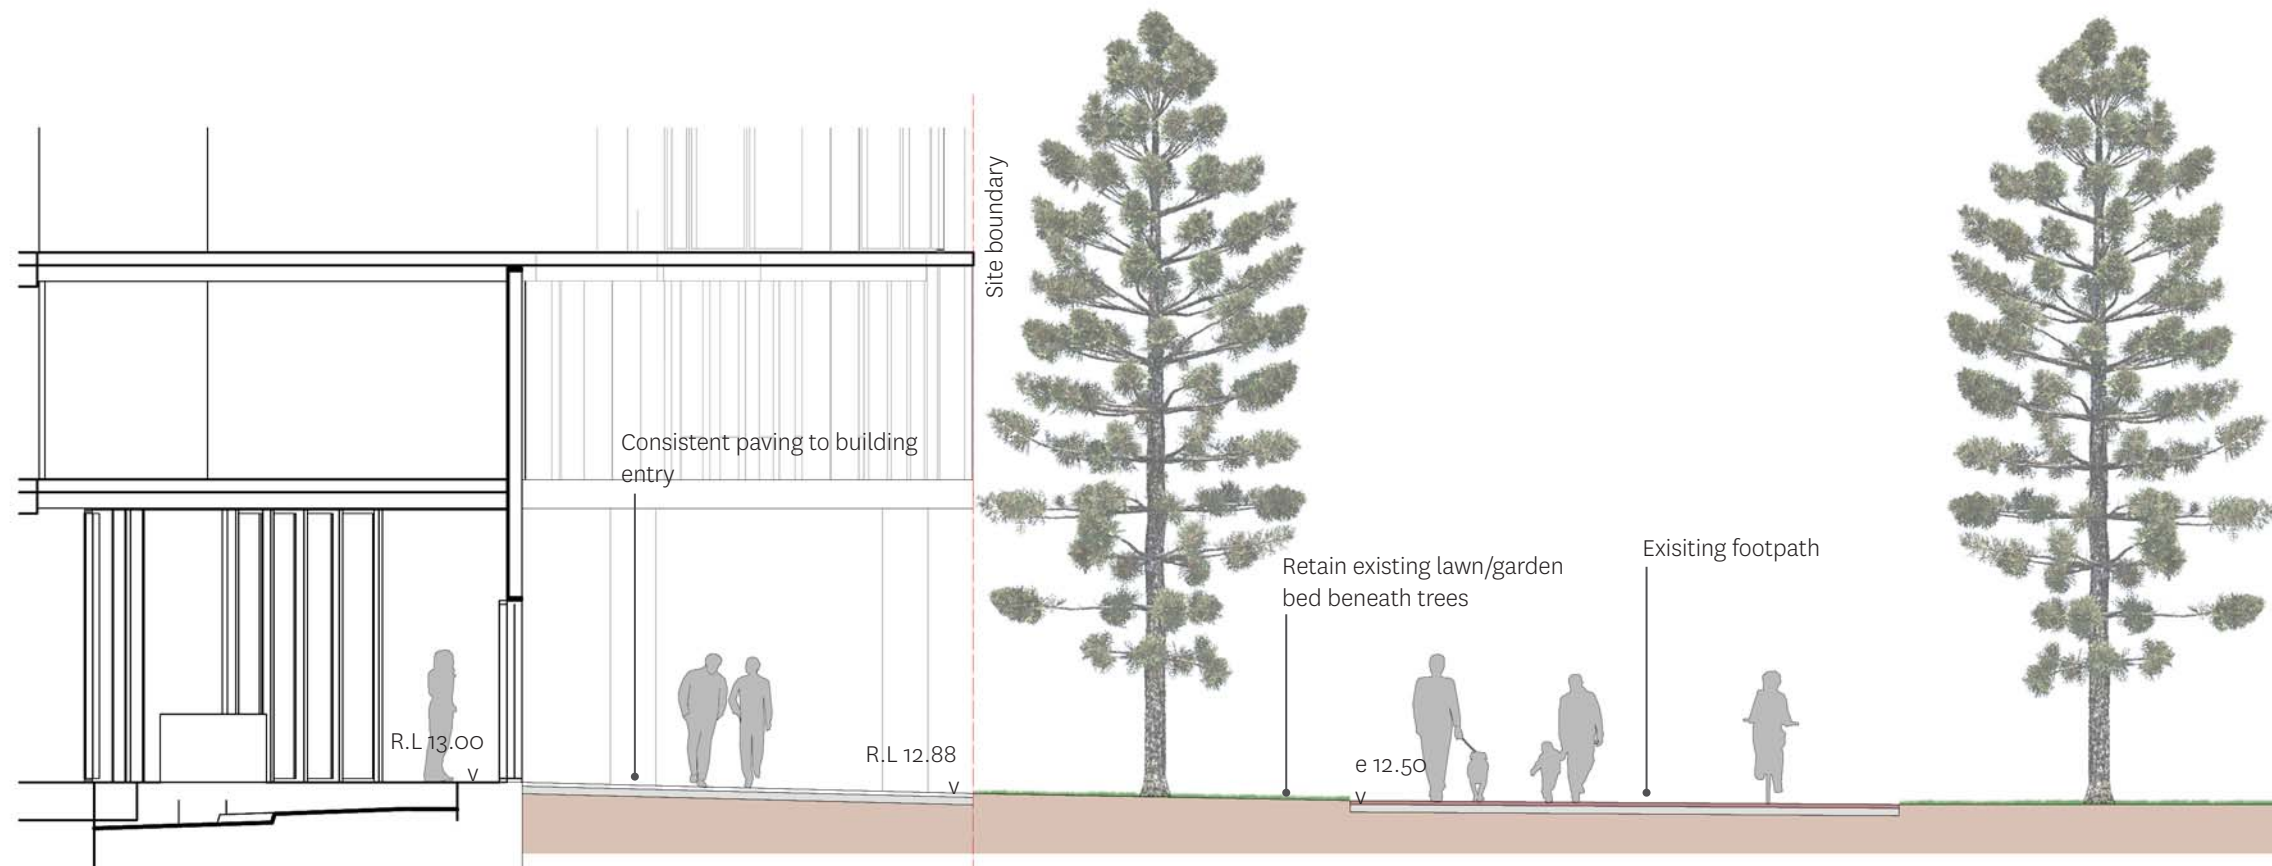 Site boundary
Consistent paving to building
entry
Retain existing lawn/garden
bed beneath trees
Exisiting footpath
R.L 13.00
v
R.L 12.88
v
e 12.50
v